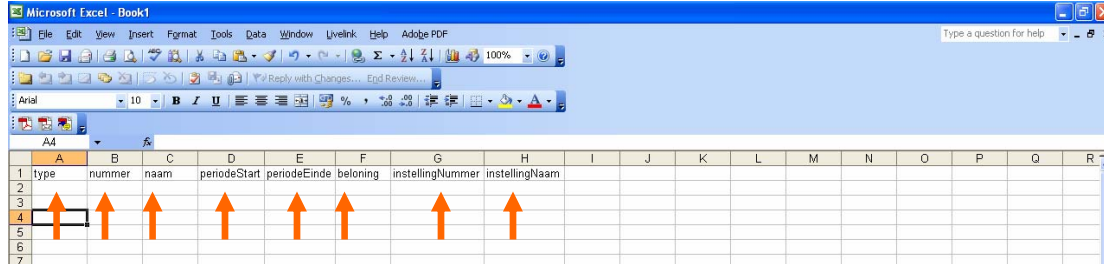 Microsoft Excel - Book1
File Edit View Insert Format Tools Data Window Livelink Help Adobe PDF Type a question for help
100%
Reply with Changes... End Review...
Arial 10 B I U % ,
A4 fx
A B C D E F G H I J K L M N O P Q R
1 type nummer naam periodeStart periodeEinde beloning instellingNummer instellingNaam
2
3
4
5
6
7